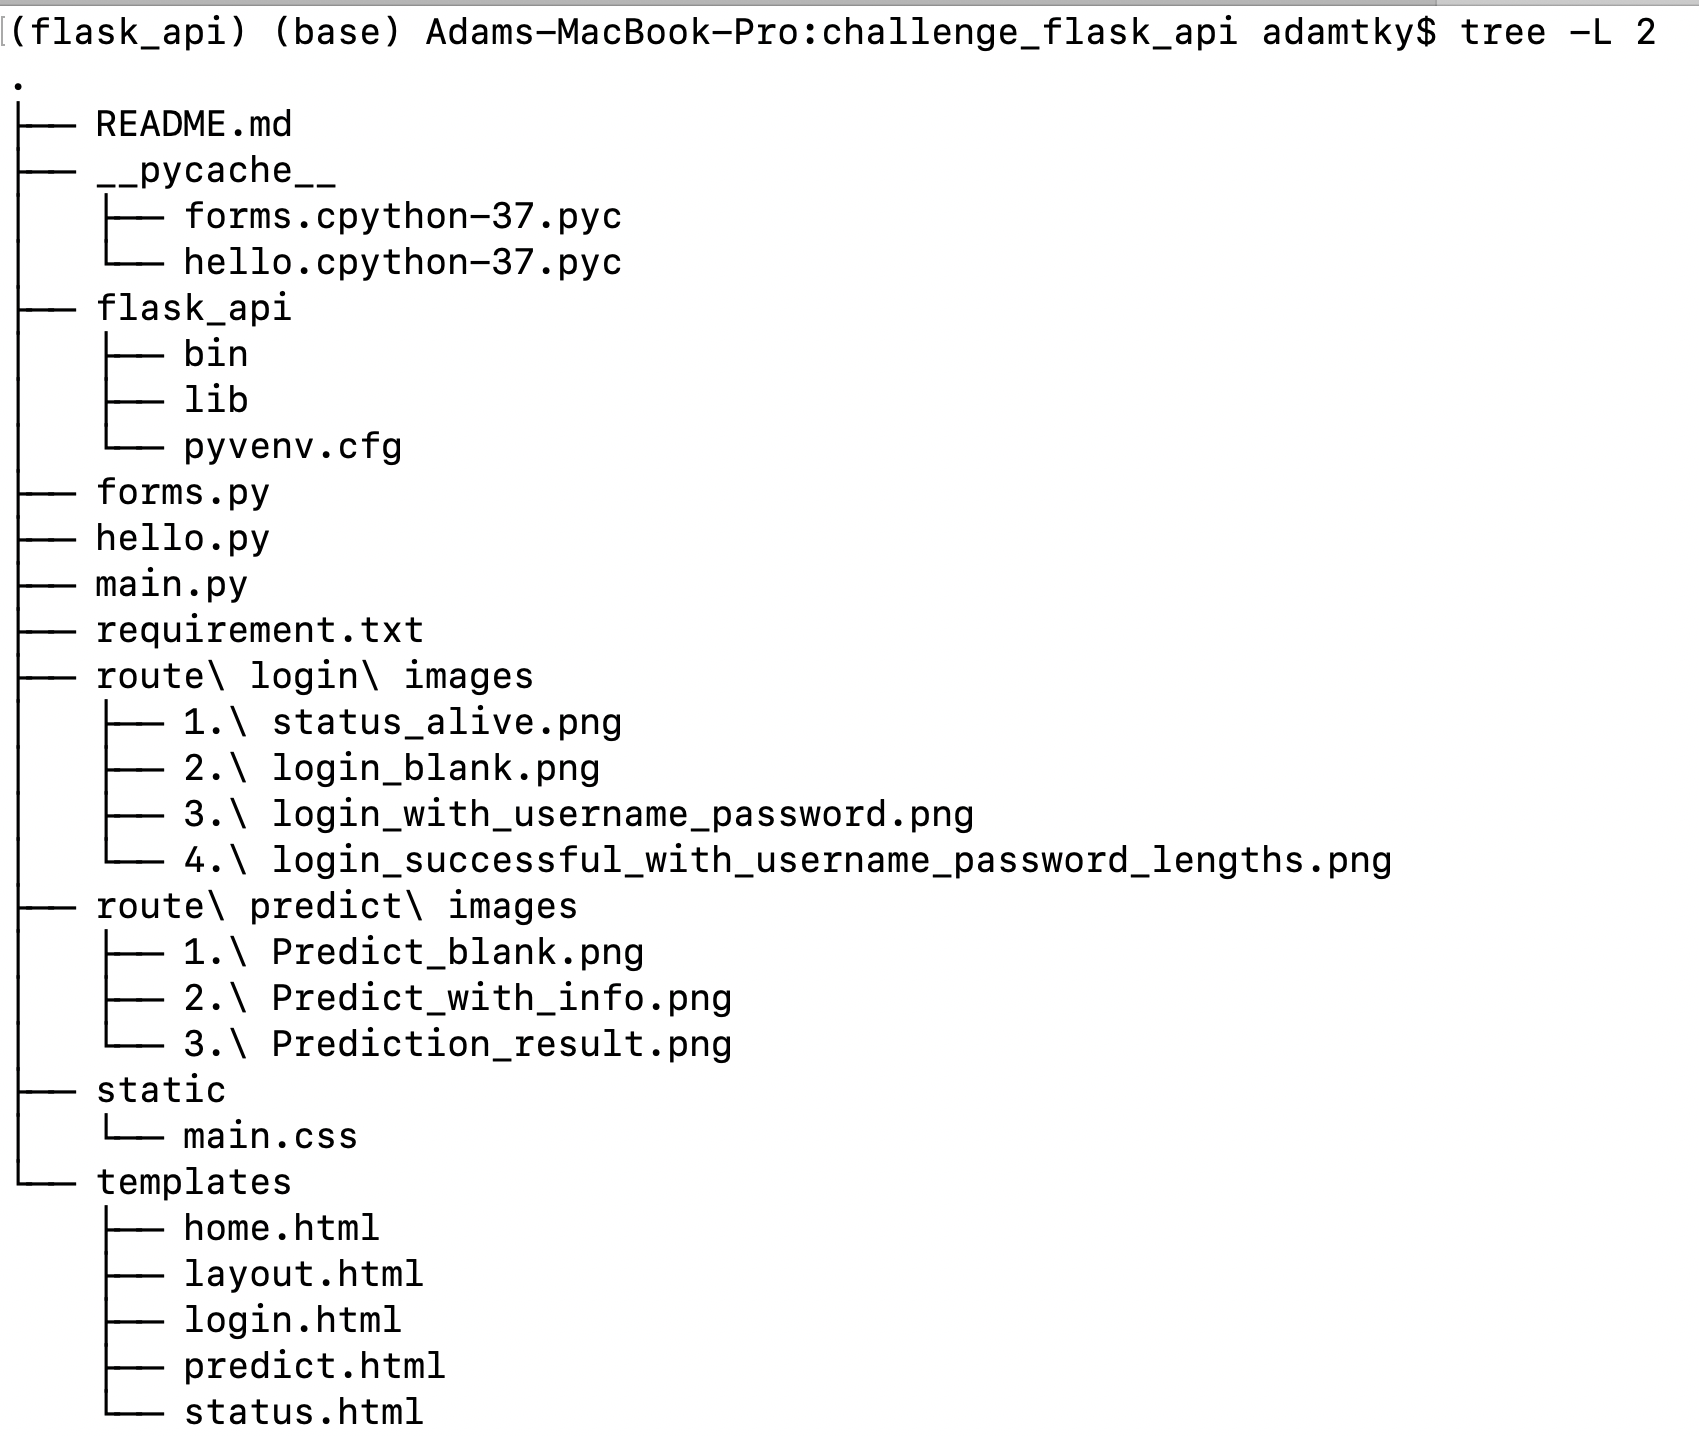 (flask_api) (base) Adams-MacBook-Pro:challenge_flask_api adamtky$ tree -L 2
.
├── README.md
├── __pycache__
│   ├── forms.cpython-37.pyc
│   └── hello.cpython-37.pyc
├── flask_api
│   ├── bin
│   ├── lib
│   └── pyvenv.cfg
├── forms.py
├── hello.py
├── main.py
├── requirement.txt
├── route\ login\ images
│   ├── 1.\ status_alive.png
│   ├── 2.\ login_blank.png
│   ├── 3.\ login_with_username_password.png
│   └── 4.\ login_successful_with_username_password_lengths.png
├── route\ predict\ images
│   ├── 1.\ Predict_blank.png
│   ├── 2.\ Predict_with_info.png
│   └── 3.\ Prediction_result.png
├── static
│   └── main.css
└── templates
    ├── home.html
    ├── layout.html
    ├── login.html
    ├── predict.html
    └── status.html